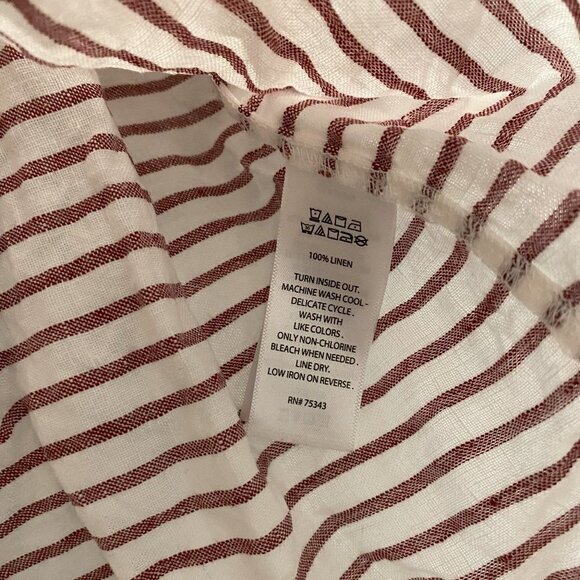 100% LINEN
TURN INSIDE OUT.
MACHINE WASH COOL -
DELICATE CYCLE .
WASH WITH
LIKE COLORS .
ONLY NON-CHLORINE
BLEACH WHEN NEEDED .
LINE DRY.
LOW IRON ON REVERSE .
RN# 75343